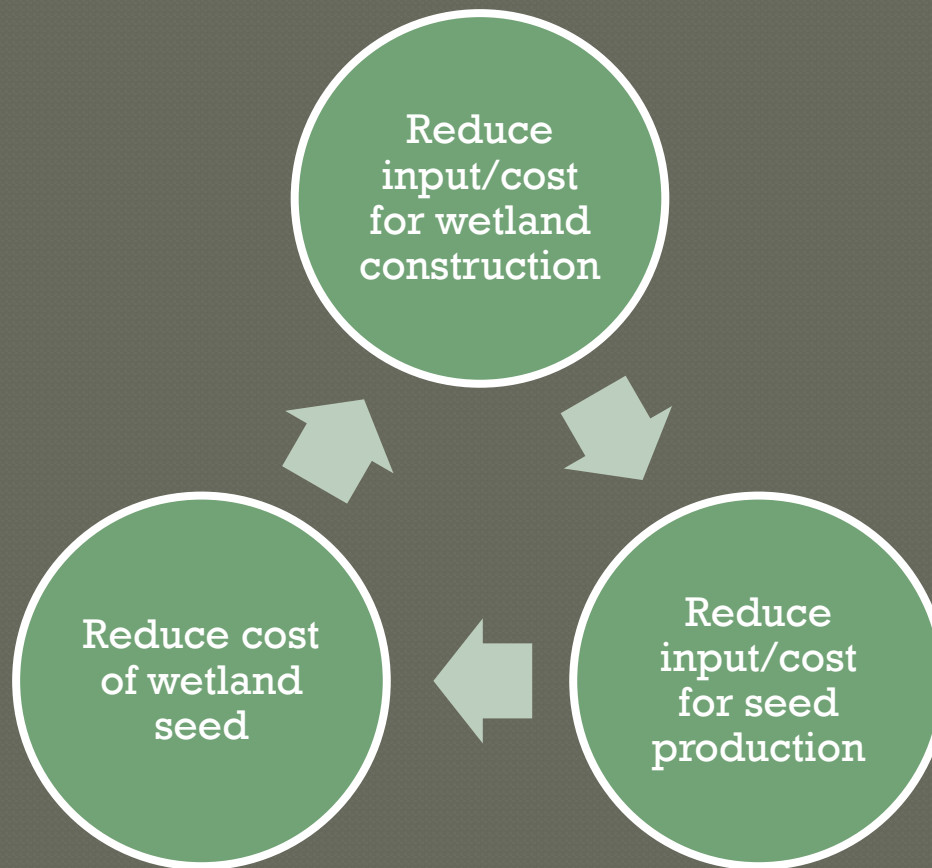 Reduce
input/cost
for wetland
construction
Reduce
input/cost
for seed
production
Reduce cost
of wetland
seed